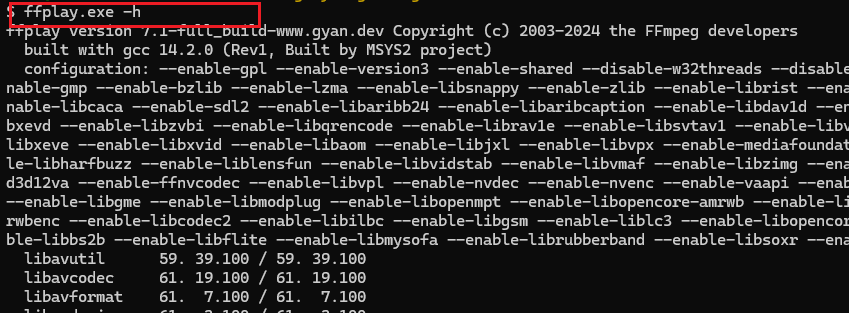 $ ffplay.exe -h
ffplay version 7.1-full_build-www.gyan.dev Copyright (c) 2003-2024 the FFmpeg developers
built with gcc 14.2.0 (Rev1, Built by MSYS2 project)
configuration: --enable-gpl --enable-version3 --enable-shared --disable-w32threads --disable
nable-gmp --enable-bzlib --enable-lzma --enable-libsnappy --enable-zlib --enable-librist --ena
nable-libcaca --enable-sdl2 --enable-libaribb24 --enable-libaribcaption --enable-libdav1d --en
bxevd --enable-libzvbi --enable-libqrencode --enable-librav1e --enable-libsvtav1 --enable-libv
libxeve --enable-libxvid --enable-libaom --enable-libjxl --enable-libvpx --enable-mediafoundat
le-libharfbuzz --enable-liblensfun --enable-libvidstab --enable-libvmaf --enable-libzimg --ena
d3d12va --enable-ffnvcodec --enable-libvpl --enable-nvdec --enable-nvenc --enable-vaapi --enab
--enable-libgme --enable-libmodplug --enable-libopenmpt --enable-libopencore-amrwb --enable-li
rwbenc --enable-libcodec2 --enable-libilbc --enable-libgsm --enable-liblc3 --enable-libopencor
ble-libbs2b --enable-libflite --enable-libmysofa --enable-librubberband --enable-libsoxr --ena
libavutil 59. 39.100 / 59. 39.100
libavcodec 61. 19.100 / 61. 19.100
libavformat 61. 7.100 / 61. 7.100